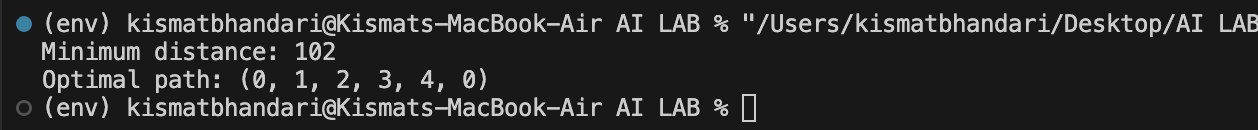 (env) kismatbhandari@Kismats-MacBook-Air AI LAB % "/Users/kismatbhandari/Desktop/AI LAB
Minimum distance: 102
Optimal path: (0, 1, 2, 3, 4, 0)
(env) kismatbhandari@Kismats-MacBook-Air AI LAB %